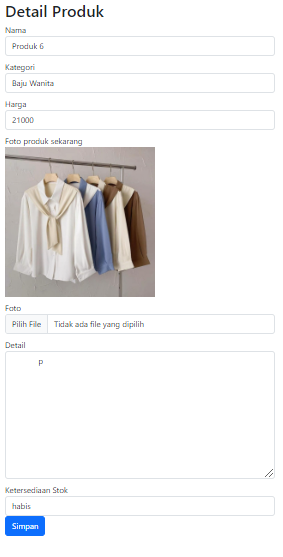 Detail Produk
Nama
Produk 6
Kategori
Baju Wanita
Harga
21000
Foto produk sekarang
Foto
Pilih File Tidak ada file yang dipilih
Detail
p
Ketersediaan Stok
habis
Simpan